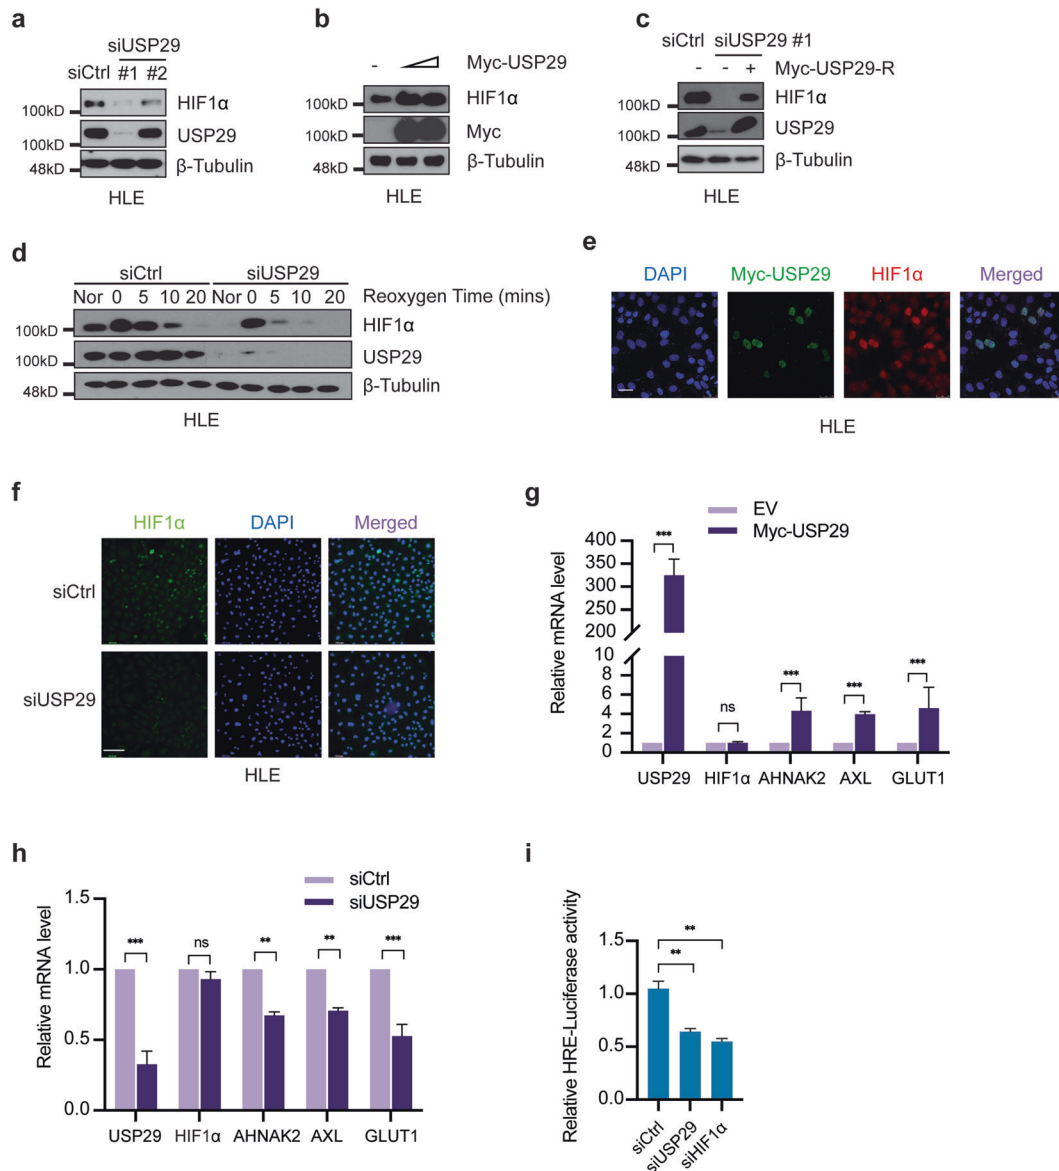 a
siUSP29
siCtrl #1 #2
100kD HIF1α
100kD USP29
48kD β-Tubulin
HLE
b
- Myc-USP29
100kD HIF1α
100kD Myc
48kD β-Tubulin
HLE
c
siCtrl siUSP29 #1
- - + Myc-USP29-R
100kD HIF1α
100kD USP29
48kD β-Tubulin
HLE
d
siCtrl siUSP29
Nor 0 5 10 20 Nor 0 5 10 20 Reoxygen Time (mins)
100kD HIF1α
100kD USP29
48kD β-Tubulin
HLE
e
DAPI Myc-USP29 HIF1α Merged
HLE
f
HIF1α DAPI Merged
siCtrl
siUSP29
HLE
g
EV
Myc-USP29
Relative mRNA level
400
350
300
250
200
10
8
6
4
2
0
*** ns *** *** ***
USP29 HIF1α AHNAK2 AXL GLUT1
h
siCtrl
siUSP29
Relative mRNA level
1.5
1.0
0.5
0.0
*** ns ** ** ***
USP29 HIF1α AHNAK2 AXL GLUT1
i
Relative HRE-Luciferase activity
1.5
1.0
0.5
0.0
**
**
siCtrl siUSP29 siHIF1α